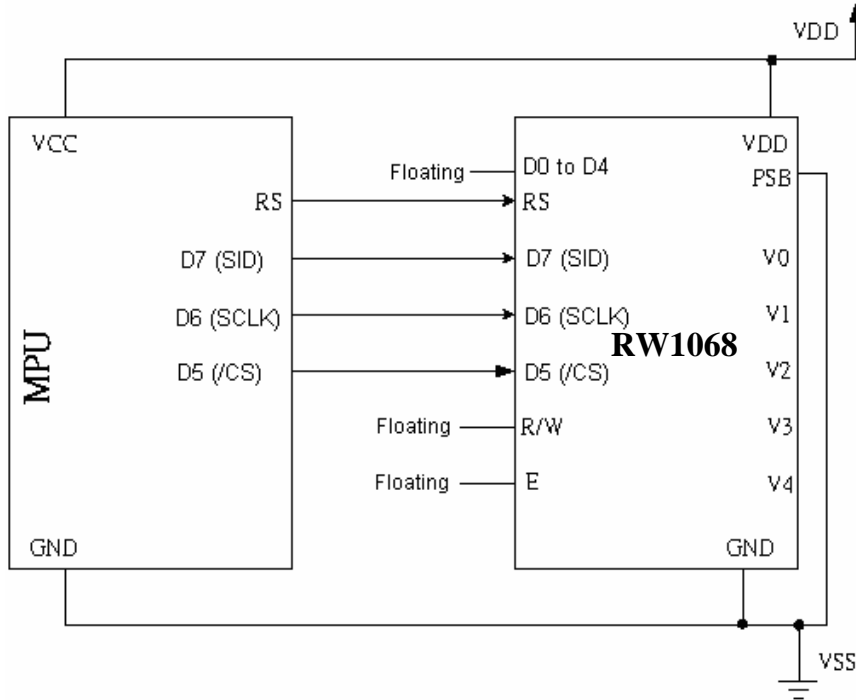 VDD
VCC
RS
D7 (SID)
D6 (SCLK)
D5 (/CS)
MPU
GND
Floating
Floating
Floating
D0 to D4
RS
D7 (SID)
D6 (SCLK)
D5 (/CS)
R/W
E
RW1068
VDD
PSB
V0
V1
V2
V3
V4
GND
VSS